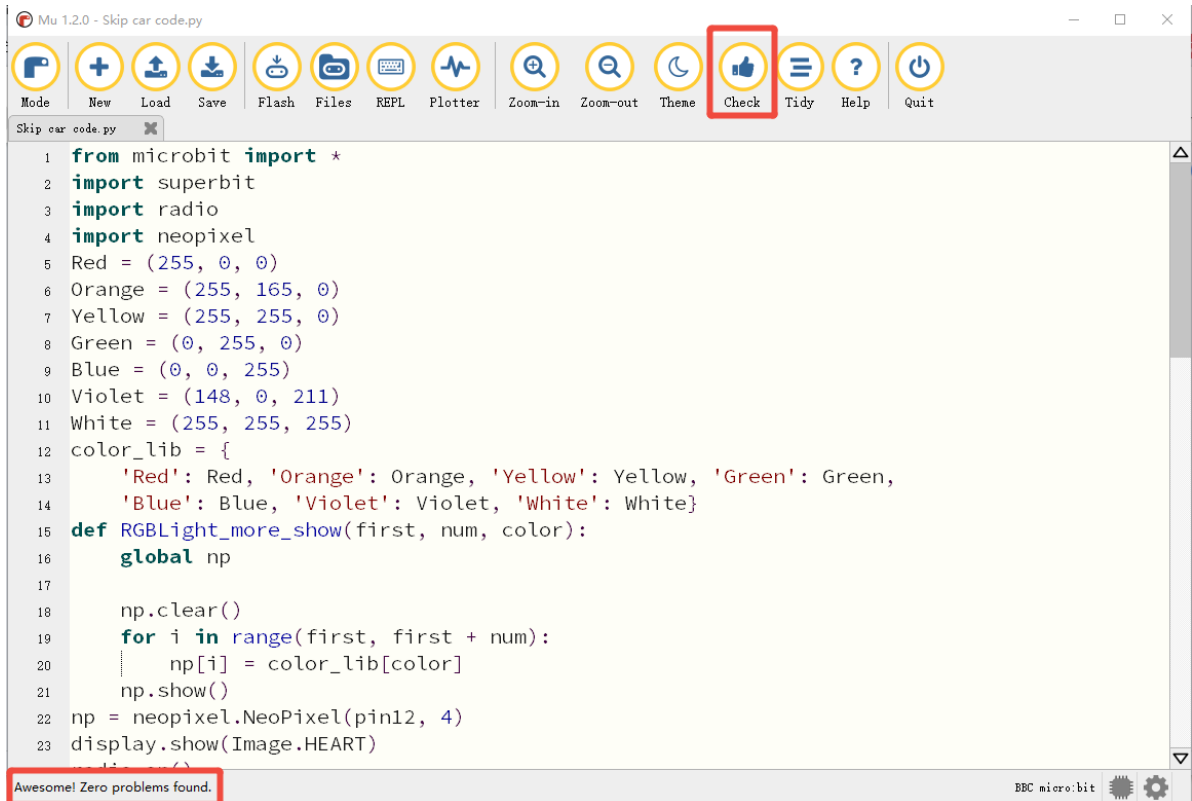 Mu 1.2.0 - Skip car code.py
Mode New Load Save Flash Files REPL Plotter Zoom-in Zoom-out Theme Check Tidy Help Quit
Skip car code.py
1 from microbit import *
2 import superbit
3 import radio
4 import neopixel
5 Red = (255, 0, 0)
6 Orange = (255, 165, 0)
7 Yellow = (255, 255, 0)
8 Green = (0, 255, 0)
9 Blue = (0, 0, 255)
10 Violet = (148, 0, 211)
11 White = (255, 255, 255)
12 color_lib = {
13     'Red': Red, 'Orange': Orange, 'Yellow': Yellow, 'Green': Green,
14     'Blue': Blue, 'Violet': Violet, 'White': White}
15 def RGBLight_more_show(first, num, color):
16     global np
17
18     np.clear()
19     for i in range(first, first + num):
20         np[i] = color_lib[color]
21     np.show()
22 np = neopixel.NeoPixel(pin12, 4)
23 display.show(Image.HEART)
Awesome! Zero problems found.
BBC micro:bit